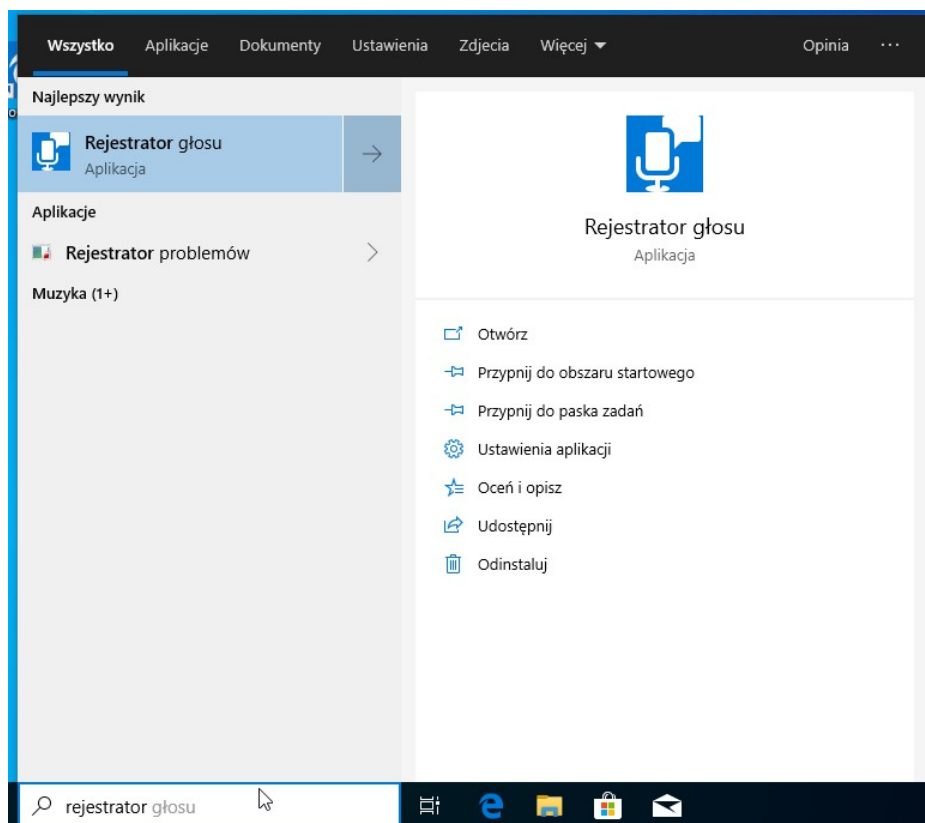 Wszystko Aplikacje Dokumenty Ustawienia Zdjecia Więcej Opinia ...
Najlepszy wynik
Rejestrator głosu
Aplikacja
Aplikacje
Rejestrator problemów
Muzyka (1+)
Rejestrator głosu
Aplikacja
Otwórz
Przypnij do obszaru startowego
Przypnij do paska zadań
Ustawienia aplikacji
Oceń i opisz
Udostępnij
Odinstaluj
rejestrator głosu